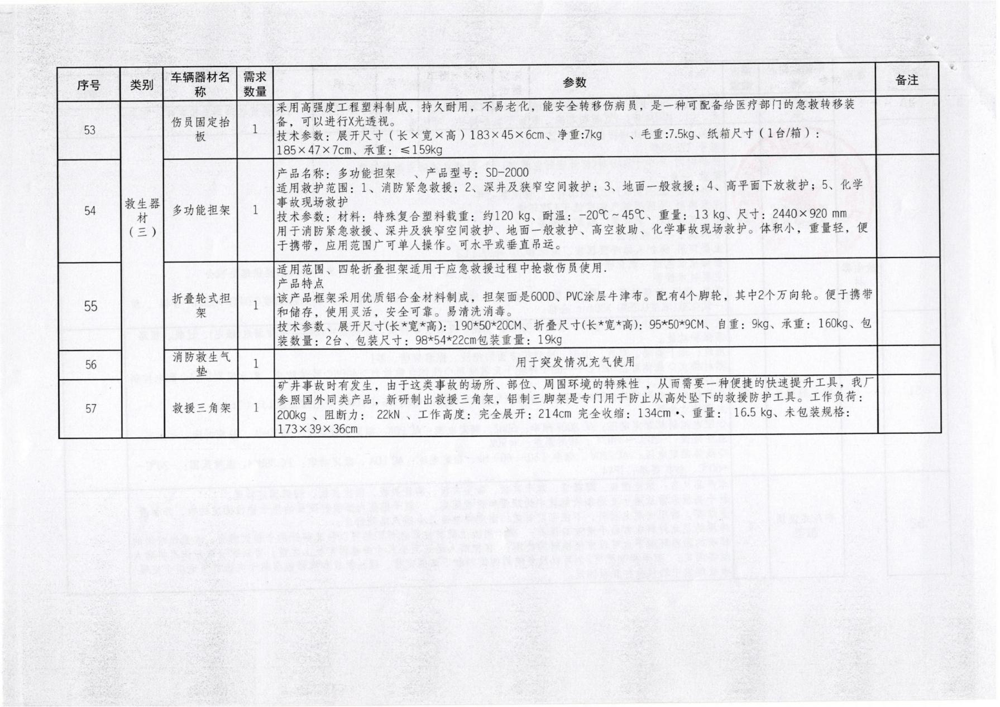 序号 类别 车辆器材名称 需求数量 参数 备注
53 救生器材（三） 伤员固定抬板 1
采用高强度工程塑料制成，持久耐用，不易老化，能安全转移伤病员，是一种可配备给医疗部门的急救转移装
备，可以进行X光透视。
技术参数：展开尺寸（长×宽×高）183×45×6cm、净重:7kg 、毛重:7.5kg、纸箱尺寸（1台/箱）：
185×47×7cm、承重：≤159kg
54 多功能担架 1
产品名称：多功能担架 、产品型号：SD-2000
适用救护范围：1、消防紧急救援；2、深井及狭窄空间救护；3、地面一般救援；4、高平面下放救护；5、化学
事故现场救护
技术参数：材料：特殊复合塑料载重：约120 kg、耐温：-20℃～45℃、重量：13 kg、尺寸：2440×920 mm
用于消防紧急救援、深井及狭窄空间救护、地面一般救护、高空救助、化学事故现场救护。体积小，重量轻，便
于携带，应用范围广可单人操作。可水平或垂直吊运。
55 折叠轮式担架 1
适用范围、四轮折叠担架适用于应急救援过程中抢救伤员使用.
产品特点
该产品框架采用优质铝合金材料制成，担架面是600D、PVC涂层牛津布。配有4个脚轮，其中2个万向轮。便于携带
和储存，使用灵活，安全可靠。易清洗消毒。
技术参数、展开尺寸(长*宽*高)：190*50*20CM、折叠尺寸(长*宽*高)：95*50*9CM、自重：9kg、承重：160kg、包
装数量：2台、包装尺寸：98*54*22cm包装重量：19kg
56 消防救生气垫 1 用于突发情况充气使用
57 救援三角架 1
矿井事故时有发生，由于这类事故的场所、部位、周围环境的特殊性 ，从而需要一种便捷的快速提升工具，我厂
参照国外同类产品，新研制出救援三角架，铝制三脚架是专门用于防止从高处坠下的救援防护工具。工作负荷：
200kg 、阻断力： 22kN 、工作高度：完全展开：214cm 完全收缩：134cm •、重量： 16.5 kg、未包装规格：
173×39×36cm